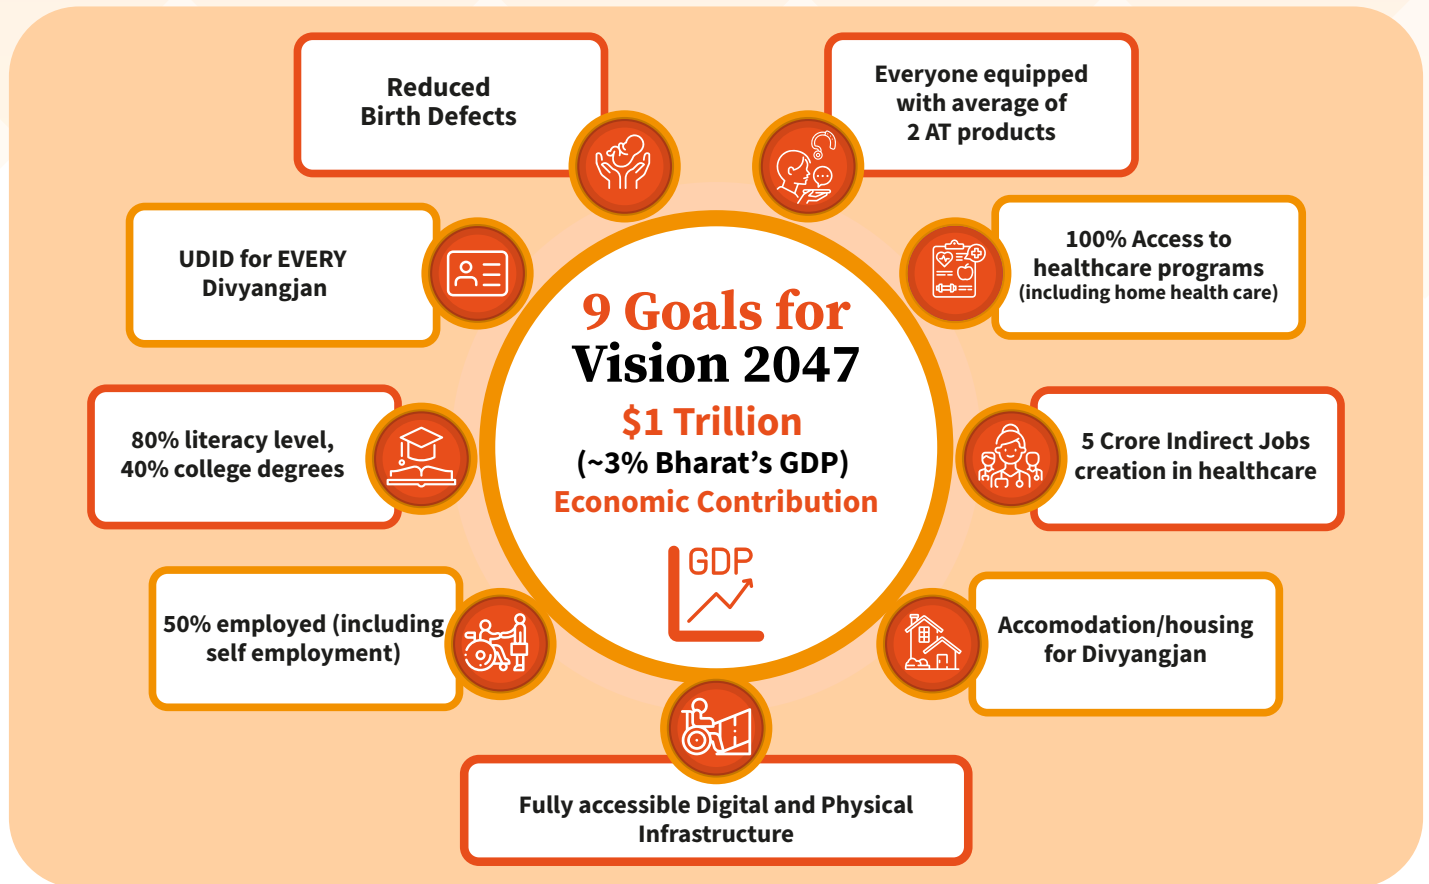 Reduced
Birth Defects
Everyone equipped
with average of
2 AT products
UDID for EVERY
Divyangjan
100% Access to
healthcare programs
(including home health care)
9 Goals for
Vision 2047
$1 Trillion
(~3% Bharat's GDP)
Economic Contribution
GDP
80% literacy level,
40% college degrees
5 Crore Indirect Jobs
creation in healthcare
50% employed (including
self employment)
Accomodation/housing
for Divyangjan
Fully accessible Digital and Physical
Infrastructure